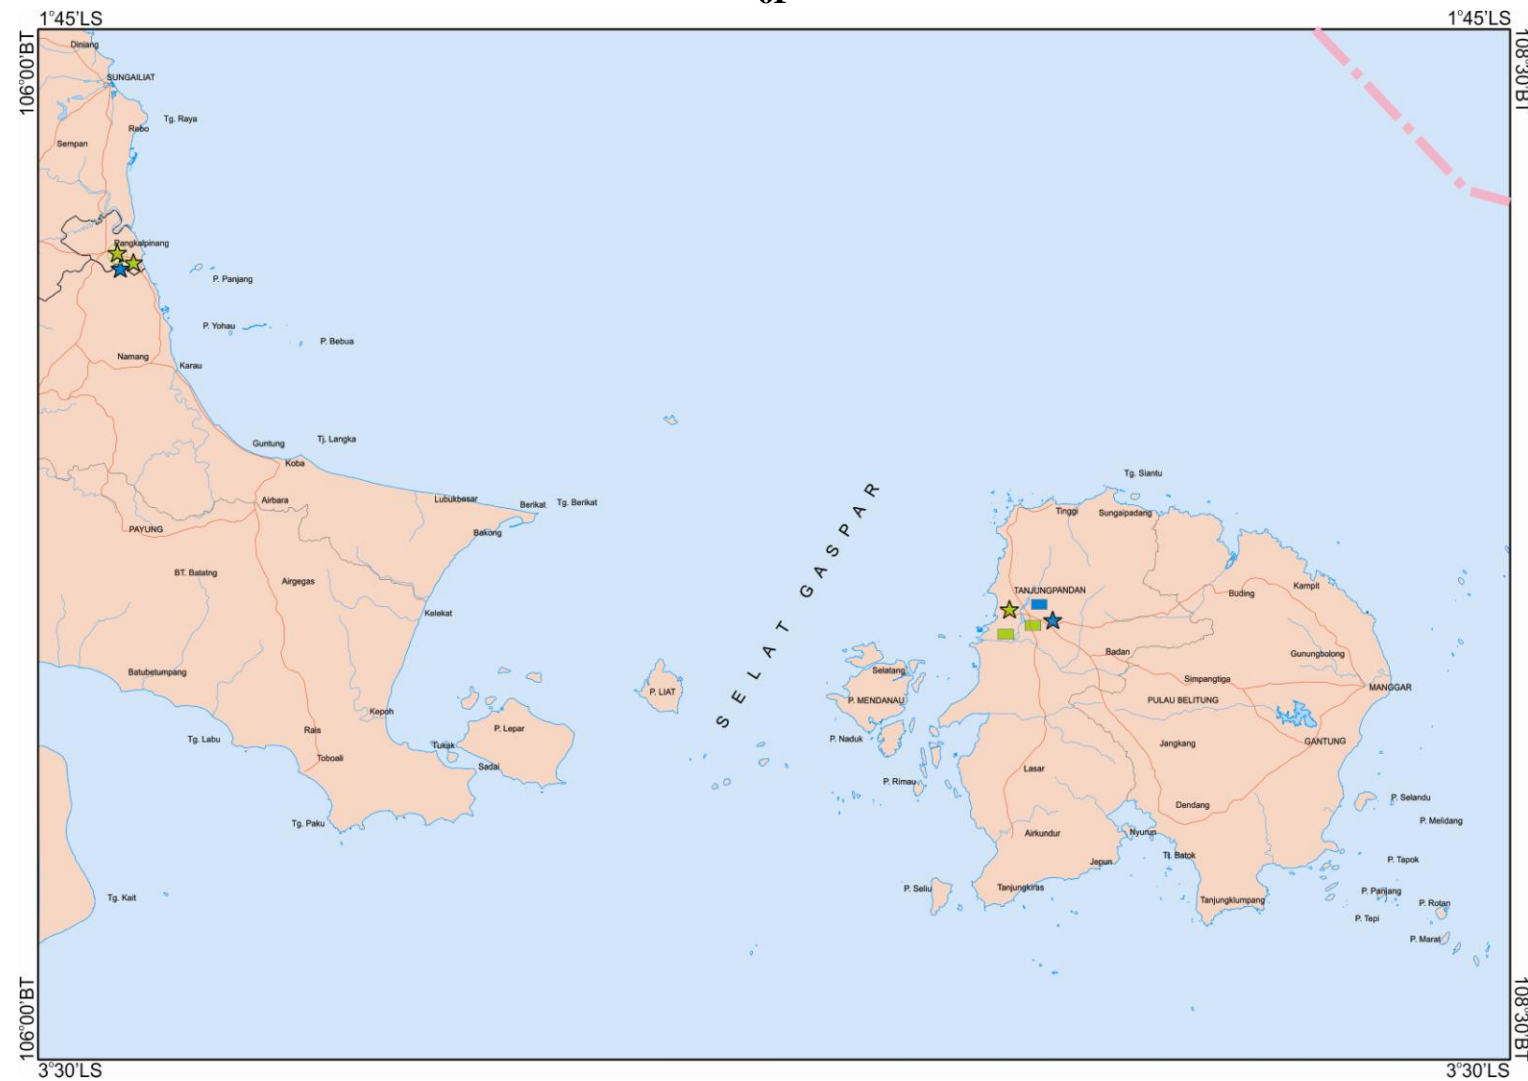 1°45'LS
1°45'LS
106°00'BT
108°30'BT
Diniang
SUNGAILIAT
Tg. Raya
Rebo
Sempan
Pangkalpinang
P. Panjang
P. Yohau
P. Bebua
Namang
Karau
Guntung
Tj. Langka
Koba
Airbara
Lubukbesar
Berikat
Tg. Berikat
Bakong
PAYUNG
BT. Batatng
Airgegas
Kelekat
Batubetumpang
Kepoh
Tg. Labu
Rais
Toboali
Tukak
Sadai
P. Lepar
Tg. Paku
Tg. Kait
P. LIAT
SELAT GASPAR
Tg. Siantu
Tinggi
Sungaipadang
TANJUNGPANDAN
Buding
Kampit
Badan
Gunungbolong
Selatang
Simpangtiga
MANGGAR
P. MENDANAU
PULAU BELITUNG
P. Naduk
Jangkang
GANTUNG
Lasar
P. Rimau
P. Selandu
Dendang
P. Melidang
Airkundur
Nyurun
Tl. Batok
Jepun
P. Tapok
P. Seliu
Tanjungkiras
P. Panjang
Tanjungklumpang
P. Rotan
P. Tepi
P. Marat
106°00'BT
108°30'BT
3°30'LS
3°30'LS